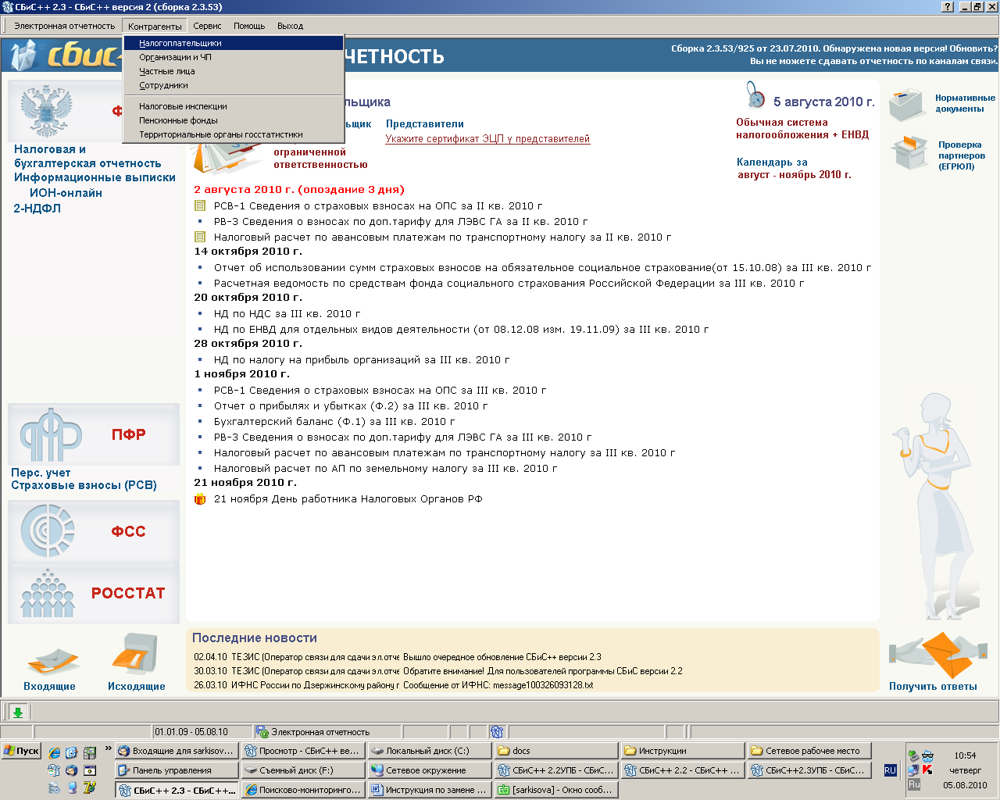 СБиС++ 2.3 - СБиС++ версия 2 (сборка 2.3.53)
Электронная отчетность Контрагенты Сервис Помощь Выход
Налогоплательщики
Организации и ЧП
Частные лица
Сотрудники
Налоговые инспекции
Пенсионные фонды
Территориальные органы госстатистики
сбис
ЧЕТНОСТЬ
Сборка 2.3.53/925 от 23.07.2010. Обнаружена новая версия! Обновить?
Вы не можете сдавать отчетность по каналам связи.
Ф
Налоговая и
бухгалтерская отчетность
Информационные выписки
ИОН-онлайн
2-НДФЛ
ПФР
Перс. учет
Страховые взносы (РСВ)
ФСС
РОССТАТ
Входящие Исходящие
льщика
5 августа 2010 г.
льщик
ограниченной
ответственностью
Представители
Укажите сертификат ЭЦП у представителей
Обычная система
налогообложения + ЕНВД
Календарь за
август - ноябрь 2010 г.
2 августа 2010 г. (опоздание 3 дня)
РСВ-1 Сведения о страховых взносах на ОПС за II кв. 2010 г
РВ-3 Сведения о взносах по доп.тарифу для ЛЭВС ГА за II кв. 2010 г
Налоговый расчет по авансовым платежам по транспортному налогу за II кв. 2010 г
14 октября 2010 г.
Отчет об использовании сумм страховых взносов на обязательное социальное страхование(от 15.10.08) за III кв. 2010 г
Расчетная ведомость по средствам фонда социального страхования Российской Федерации за III кв. 2010 г
20 октября 2010 г.
НД по НДС за III кв. 2010 г
НД по ЕНВД для отдельных видов деятельности (от 08.12.08 изм. 19.11.09) за III кв. 2010 г
28 октября 2010 г.
НД по налогу на прибыль организаций за III кв. 2010 г
1 ноября 2010 г.
РСВ-1 Сведения о страховых взносах на ОПС за III кв. 2010 г
Отчет о прибылях и убытках (Ф.2) за III кв. 2010 г
Бухгалтерский баланс (Ф.1) за III кв. 2010 г
РВ-3 Сведения о взносах по доп.тарифу для ЛЭВС ГА за III кв. 2010 г
Налоговый расчет по авансовым платежам по транспортному налогу за III кв. 2010 г
Налоговый расчет по АП по земельному налогу за III кв. 2010 г
21 ноября 2010 г.
21 ноября День работника Налоговых Органов РФ
Последние новости
02.04.10 ТЕЗИС (Оператор связи для сдачи эл.отче Вышло очередное обновление СБиС++ версии 2.3
30.03.10 ТЕЗИС (Оператор связи для сдачи эл.отче Обратите внимание! Для пользователей программы СБиС версии 2.2
26.03.10 ИФНС России по Дзержинскому району г Сообщение от ИФНС: message100326093128.txt
Нормативные
документы
Проверка
партнеров
(ЕГРЮЛ)
Получить ответы
01.01.09 - 05.08.10 Электронная отчетность
Пуск » Входящие для sarkisov... Просмотр - СБиС++ ве... Локальный диск (C:) docs Инструкции Сетевое рабочее место
Панель управления Съемный диск (F:) Сетевое окружение СБиС++ 2.2УПБ - СБиС... СБиС++ 2.2 - СБиС++ ... СБиС++2.3УПБ - СБиС...
СБиС++ 2.3 - СБиС++... Поисково-мониторинго... Инструкция по замене ... [sarkisova] - Окно сооб...
RU
Ru
10:54
четверг
05.08.2010